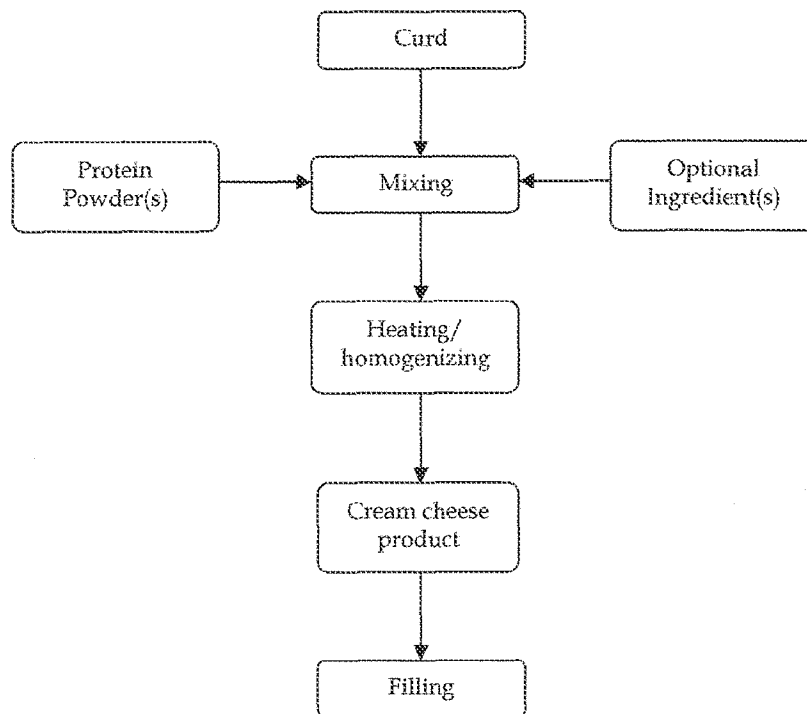 Curd
Protein
Powder(s)
Mixing
Optional
Ingredient(s)
Heating/
homogenizing
Cream cheese
product
Filling